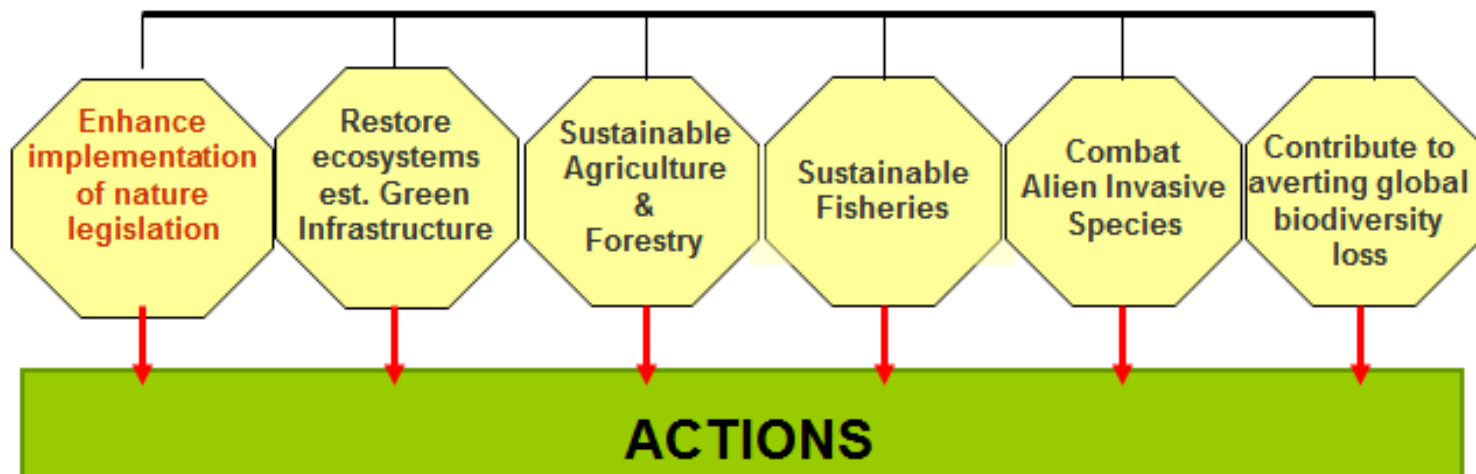 Enhance
implementation
of nature
legislation
Restore
ecosystems
est. Green
Infrastructure
Sustainable
Agriculture
&
Forestry
Sustainable
Fisheries
Combat
Alien Invasive
Species
Contribute to
averting global
biodiversity
loss
ACTIONS